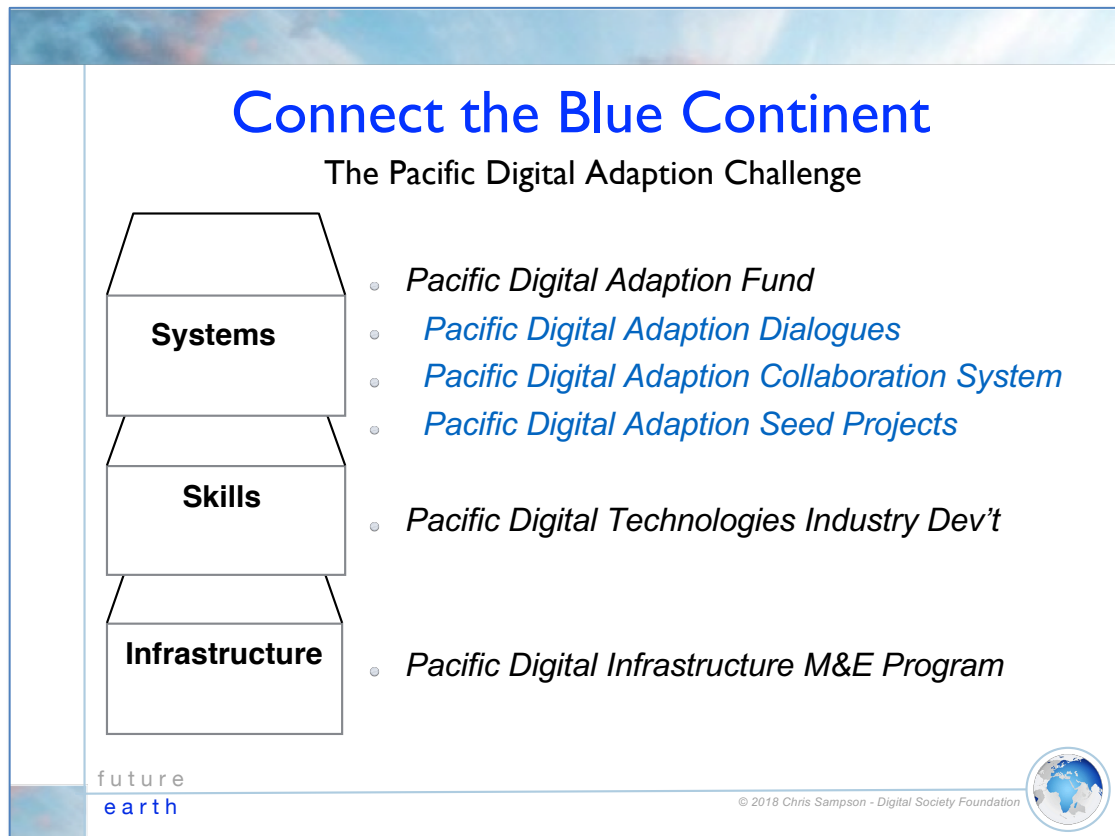 Connect the Blue Continent
The Pacific Digital Adaption Challenge
Systems
Pacific Digital Adaption Fund
Pacific Digital Adaption Dialogues
Pacific Digital Adaption Collaboration System
Pacific Digital Adaption Seed Projects
Skills
Pacific Digital Technologies Industry Dev't
Infrastructure
Pacific Digital Infrastructure M&E Program
future
earth
© 2018 Chris Sampson - Digital Society Foundation